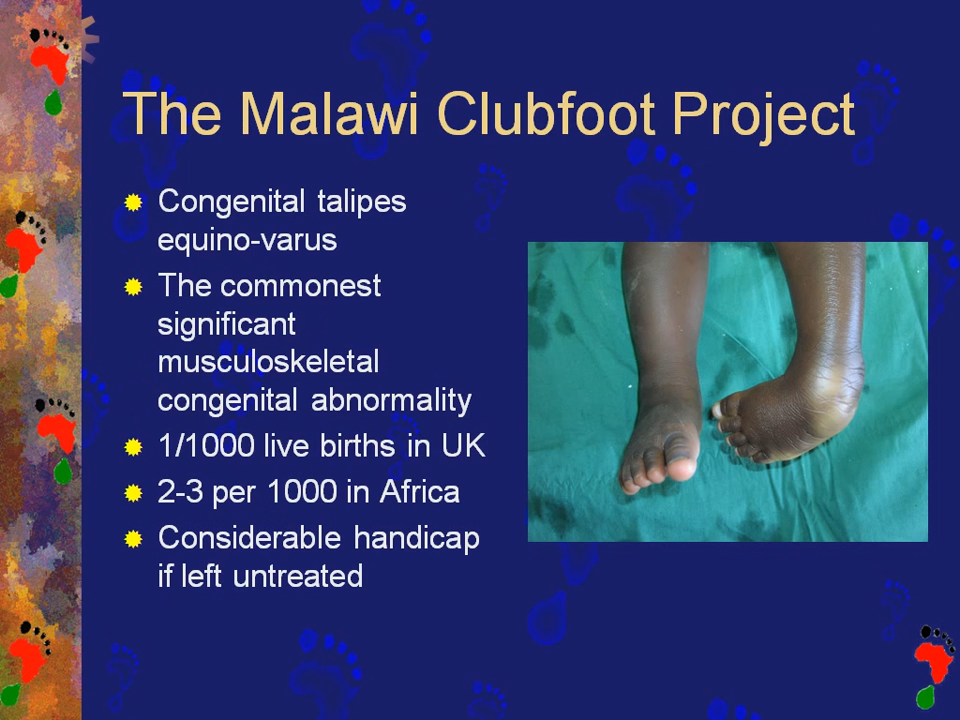 The Malawi Clubfoot Project
Congenital talipes
equino-varus
The commonest
significant
musculoskeletal
congenital abnormality
1/1000 live births in UK
2-3 per 1000 in Africa
Considerable handicap
if left untreated